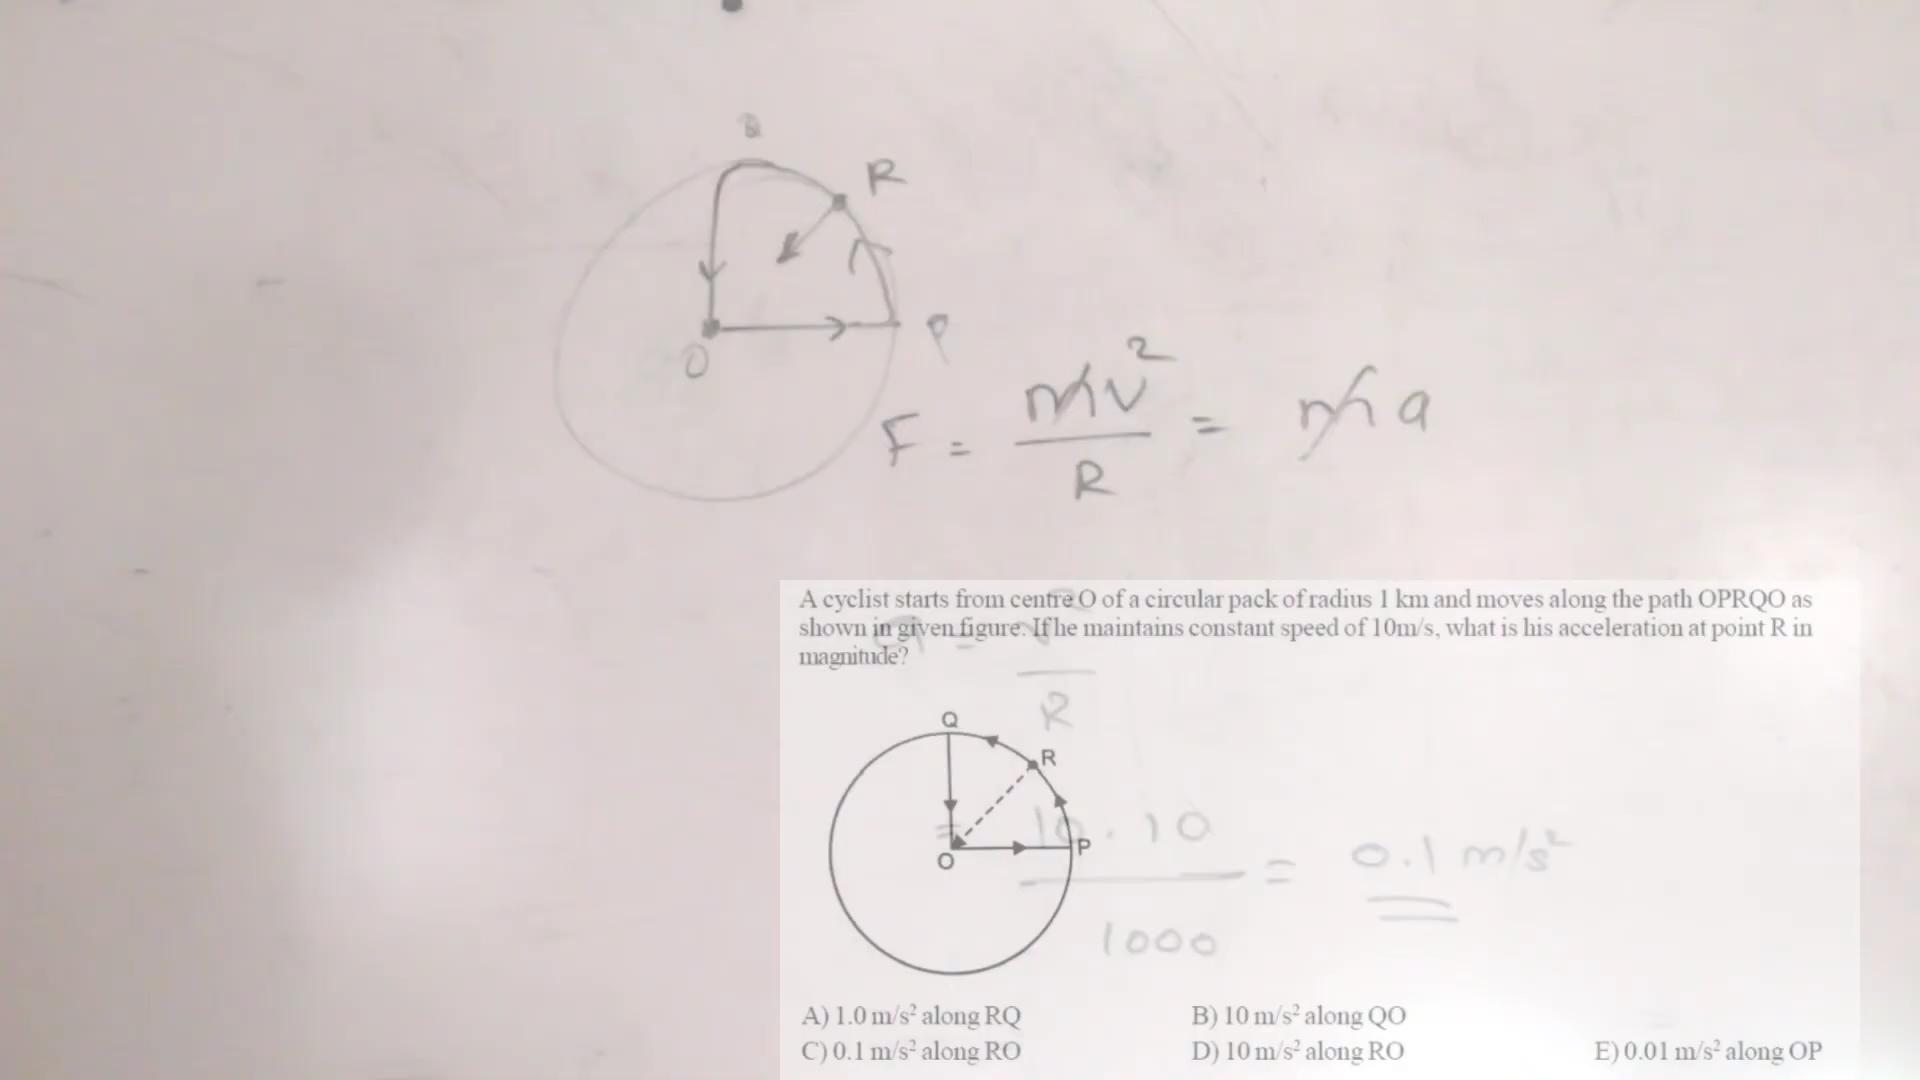 Q
R
O
P
F = mv² / R = ma
A cyclist starts from centre O of a circular pack of radius 1 km and moves along the path OPRQO as
shown in given figure. If he maintains constant speed of 10m/s, what is his acceleration at point R in
magnitude?
a = v² / R
Q
R
O
P
= 10 . 10 / 1000 = 0.1 m/s²
A) 1.0 m/s² along RQ
B) 10 m/s² along QO
C) 0.1 m/s² along RO
D) 10 m/s² along RO
E) 0.01 m/s² along OP